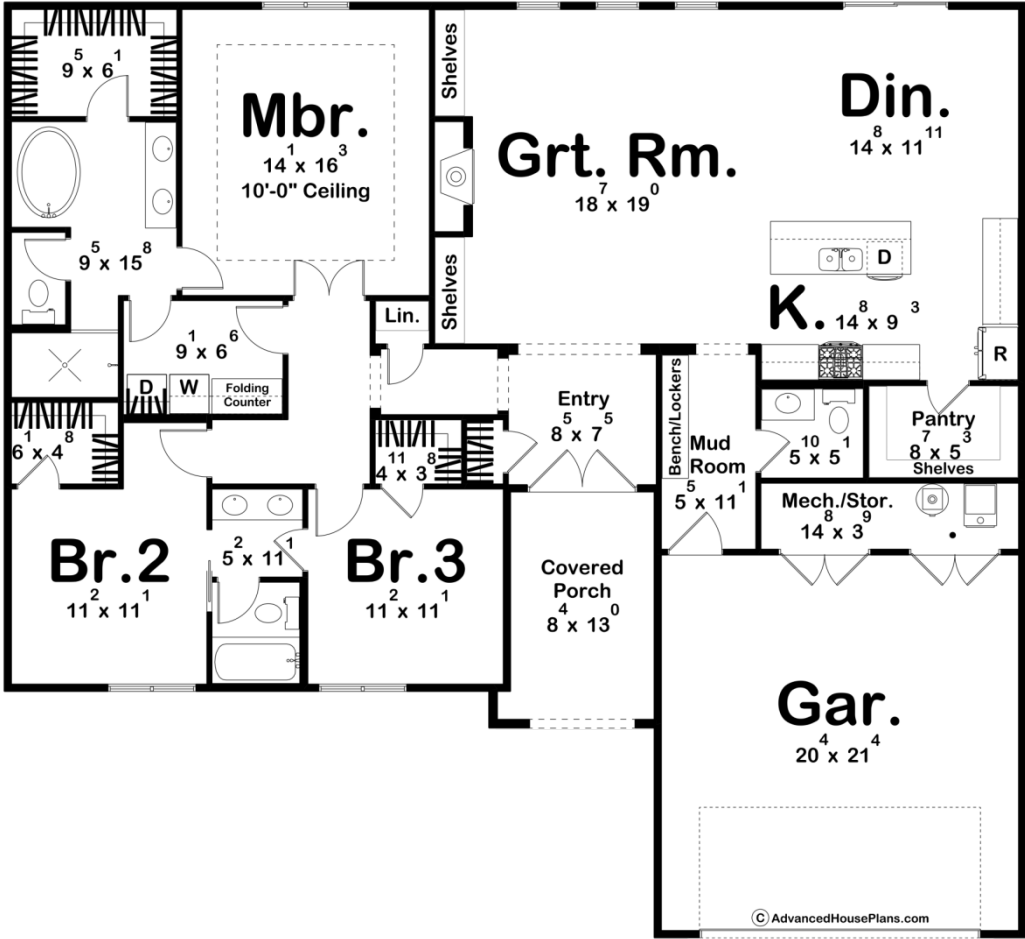 9⁵ x 6¹
Mbr.
14¹ x 16³
10'-0" Ceiling
Shelves
Grt. Rm.
18⁷ x 19⁰
Din.
14⁸ x 11¹¹
9⁵ x 15⁸
Shelves
D
K. 14⁸ x 9³
R
Lin.
9¹ x 6⁶
D
W
Folding
Counter
Entry
8⁵ x 7⁵
Bench/Lockers
Mud
Room
5⁵ x 11¹
5¹⁰ x 5¹
Pantry
8⁷ x 5³
Shelves
6¹ x 4⁸
4¹¹ x 3⁸
Mech./Stor.
14⁸ x 3⁹
Br.2
11² x 11¹
5² x 11¹
Br.3
11² x 11¹
Covered
Porch
8⁴ x 13⁰
Gar.
20⁴ x 21⁴
© AdvancedHousePlans.com